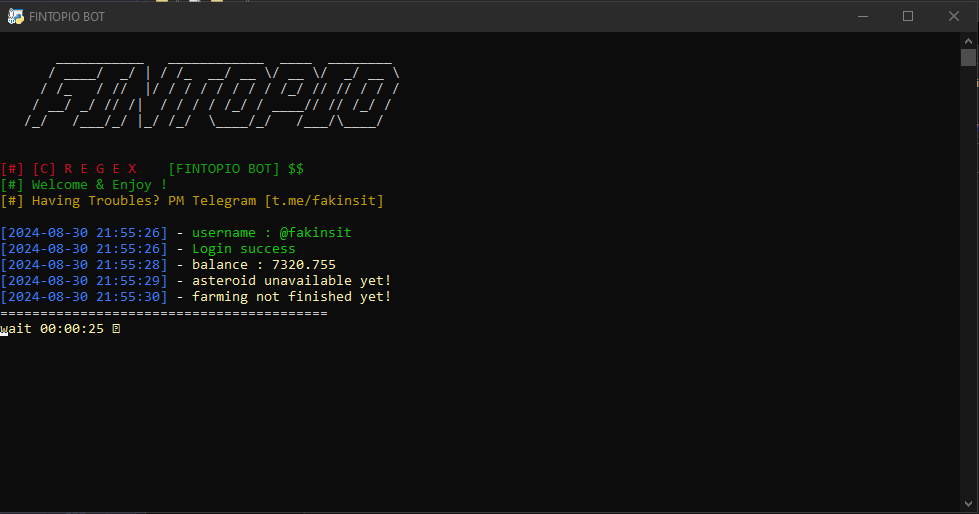 FINTOPIO BOT
FINTOPIO
[#] [C] R E G E X    [FINTOPIO BOT] $$
[#] Welcome & Enjoy !
[#] Having Troubles? PM Telegram [t.me/fakinsit]
[2024-08-30 21:55:26] - username : @fakinsit
[2024-08-30 21:55:26] - Login success
[2024-08-30 21:55:28] - balance : 7320.755
[2024-08-30 21:55:29] - asteroid unavailable yet!
[2024-08-30 21:55:30] - farming not finished yet!
=========================================
wait 00:00:25